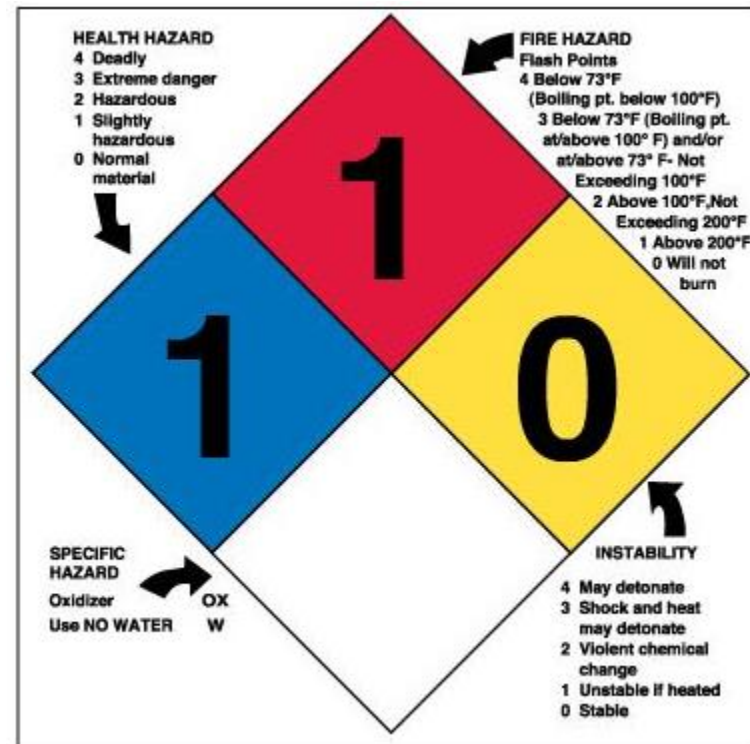 HEALTH HAZARD
4 Deadly
3 Extreme danger
2 Hazardous
1 Slightly
hazardous
0 Normal
material
FIRE HAZARD
Flash Points
4 Below 73°F
(Boiling pt. below 100°F)
3 Below 73°F (Boiling pt.
at/above 100° F) and/or
at/above 73° F- Not
Exceeding 100°F
2 Above 100°F,Not
Exceeding 200°F
1 Above 200°F
0 Will not
burn
1
1
0
SPECIFIC
HAZARD
Oxidizer OX
Use NO WATER W
INSTABILITY
4 May detonate
3 Shock and heat
may detonate
2 Violent chemical
change
1 Unstable if heated
0 Stable